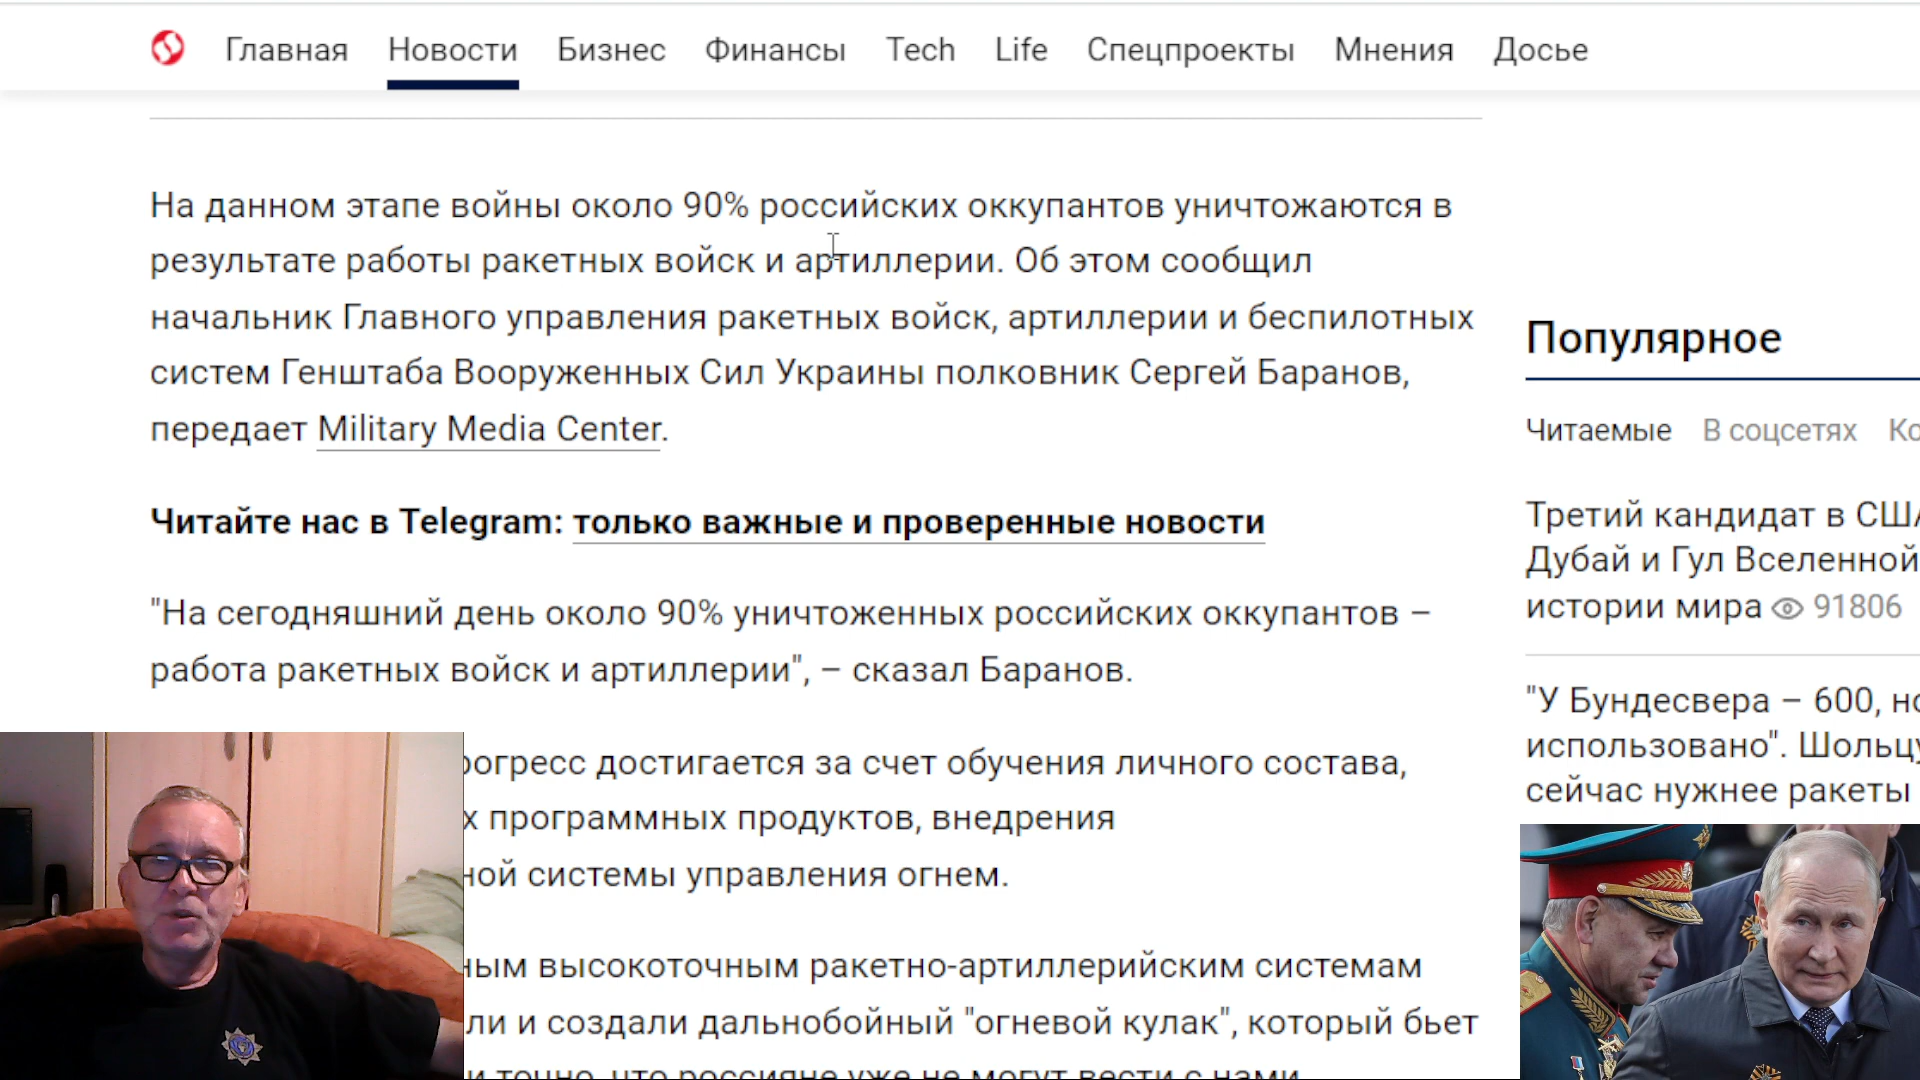 Главная Новости Бизнес Финансы Tech Life Спецпроекты Мнения Досье
На данном этапе войны около 90% российских оккупантов уничтожаются в
результате работы ракетных войск и артиллерии. Об этом сообщил
начальник Главного управления ракетных войск, артиллерии и беспилотных
систем Генштаба Вооруженных Сил Украины полковник Сергей Баранов,
передает Military Media Center.
Читайте нас в Telegram: только важные и проверенные новости
"На сегодняшний день около 90% уничтоженных российских оккупантов –
работа ракетных войск и артиллерии", – сказал Баранов.
рогресс достигается за счет обучения личного состава,
х программных продуктов, внедрения
ной системы управления огнем.
ным высокоточным ракетно-артиллерийским системам
ли и создали дальнобойный "огневой кулак", который бьет
и точно, что россияне уже не могут вести с нами
Популярное
Читаемые В соцсетях Ко
Третий кандидат в США
Дубай и Гул Вселенной
истории мира 91806
"У Бундесвера – 600, но
использовано". Шольцу
сейчас нужнее ракеты